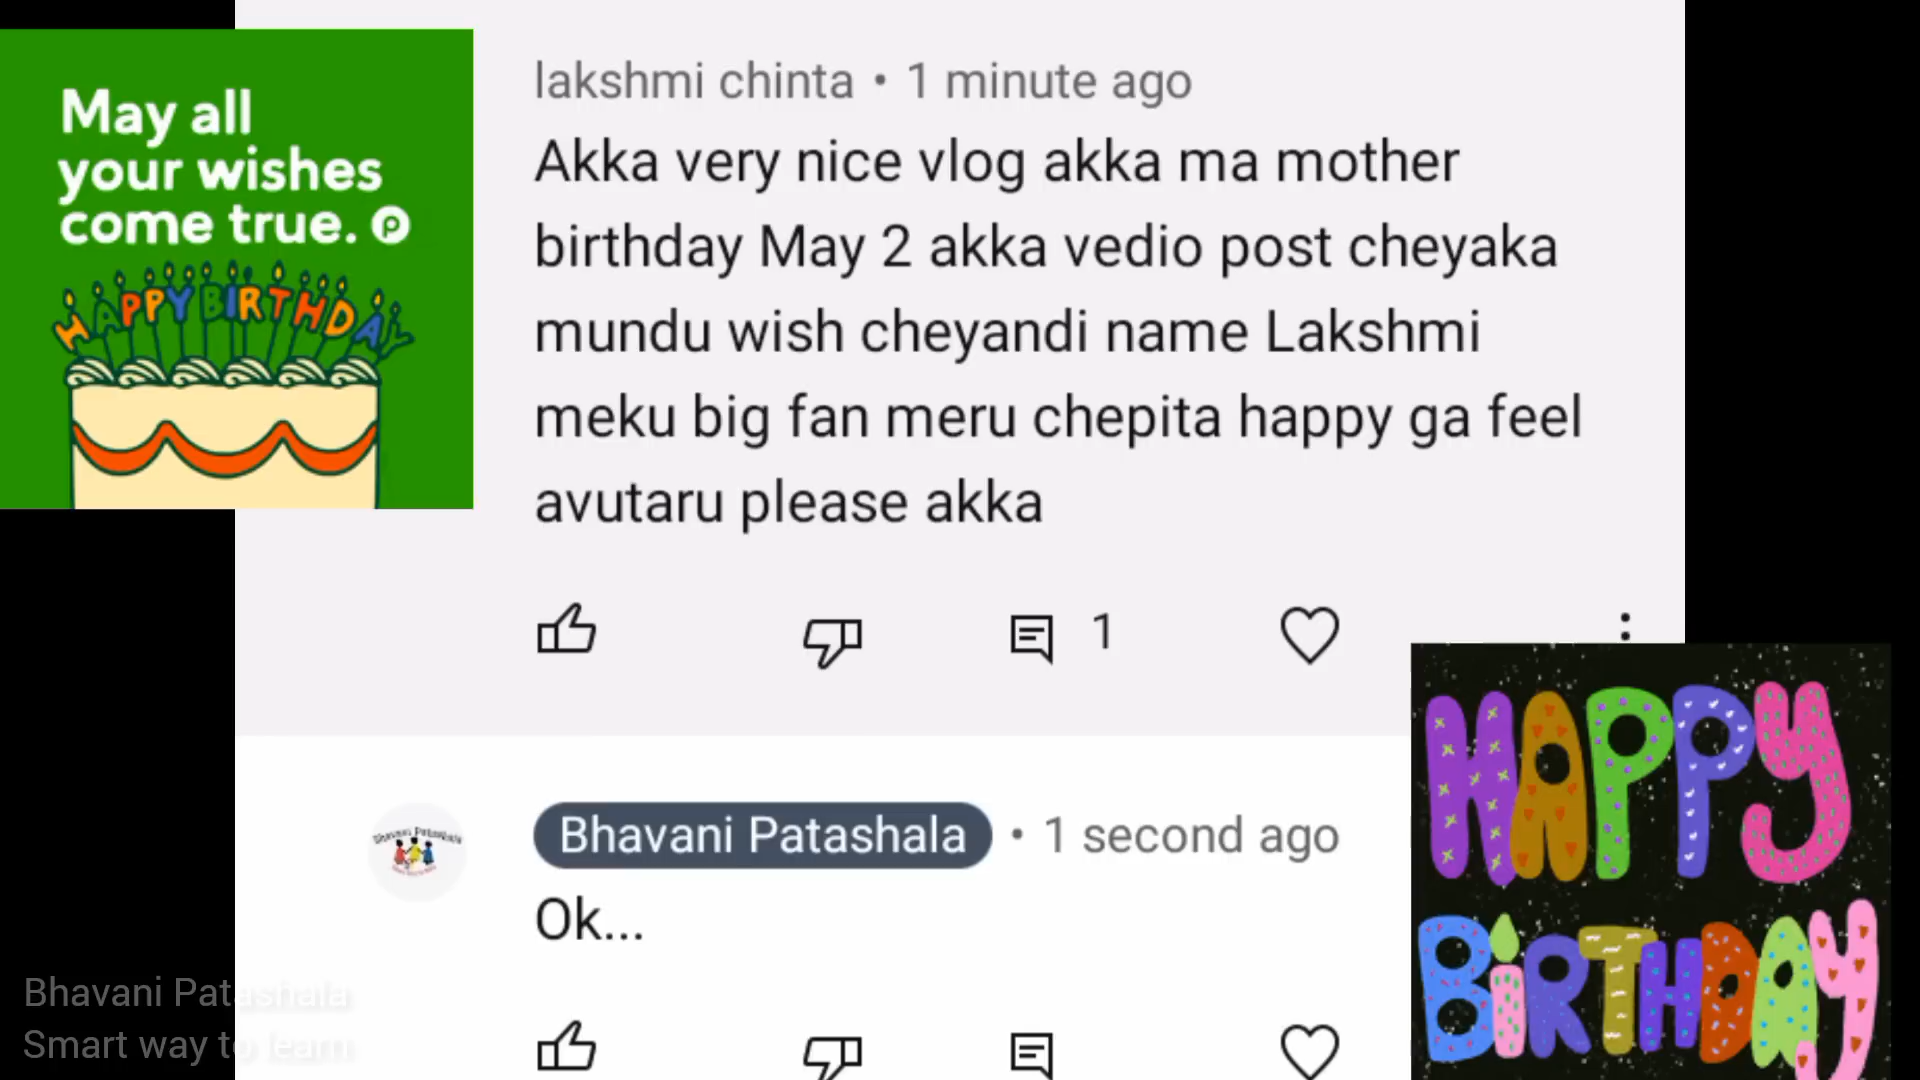 May all
your wishes
come true.
HAPPY BIRTHDAY
lakshmi chinta • 1 minute ago
Akka very nice vlog akka ma mother
birthday May 2 akka vedio post cheyaka
mundu wish cheyandi name Lakshmi
meku big fan meru chepita happy ga feel
avutaru please akka
1
Bhavani Patashala • 1 second ago
Bhavani Patashala
Ok...
HAPPY
BIRTHDAY
Bhavani Patashala
Smart way to learn